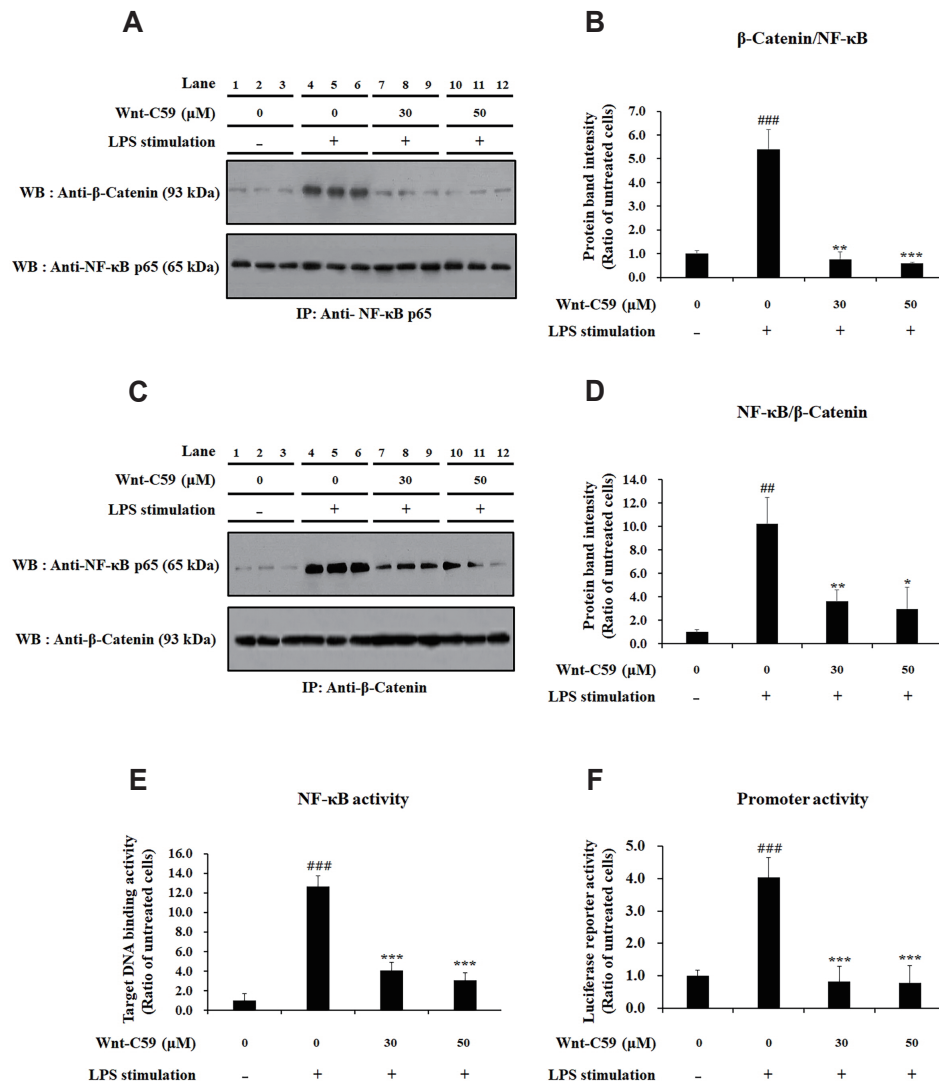 A
Lane 1 2 3 4 5 6 7 8 9 10 11 12
Wnt-C59 (μM) 0 0 30 50
LPS stimulation – + + +
WB : Anti-β-Catenin (93 kDa)
WB : Anti-NF-κB p65 (65 kDa)
IP: Anti- NF-κB p65
B
β-Catenin/NF-κB
Protein band intensity
(Ratio of untreated cells)
7.0
6.0
5.0
4.0
3.0
2.0
1.0
0.0
###
**
***
Wnt-C59 (μM) 0 0 30 50
LPS stimulation – + + +
C
Lane 1 2 3 4 5 6 7 8 9 10 11 12
Wnt-C59 (μM) 0 0 30 50
LPS stimulation – + + +
WB : Anti-NF-κB p65 (65 kDa)
WB : Anti-β-Catenin (93 kDa)
IP: Anti-β-Catenin
D
NF-κB/β-Catenin
Protein band intensity
(Ratio of untreated cells)
14.0
12.0
10.0
8.0
6.0
4.0
2.0
0.0
##
**
*
Wnt-C59 (μM) 0 0 30 50
LPS stimulation – + + +
E
NF-κB activity
Target DNA binding activity
(Ratio of untreated cells)
16.0
14.0
12.0
10.0
8.0
6.0
4.0
2.0
0.0
###
***
***
Wnt-C59 (μM) 0 0 30 50
LPS stimulation – + + +
F
Promoter activity
Luciferase reporter activity
(Ratio of untreated cells)
5.0
4.0
3.0
2.0
1.0
0.0
###
***
***
Wnt-C59 (μM) 0 0 30 50
LPS stimulation – + + +